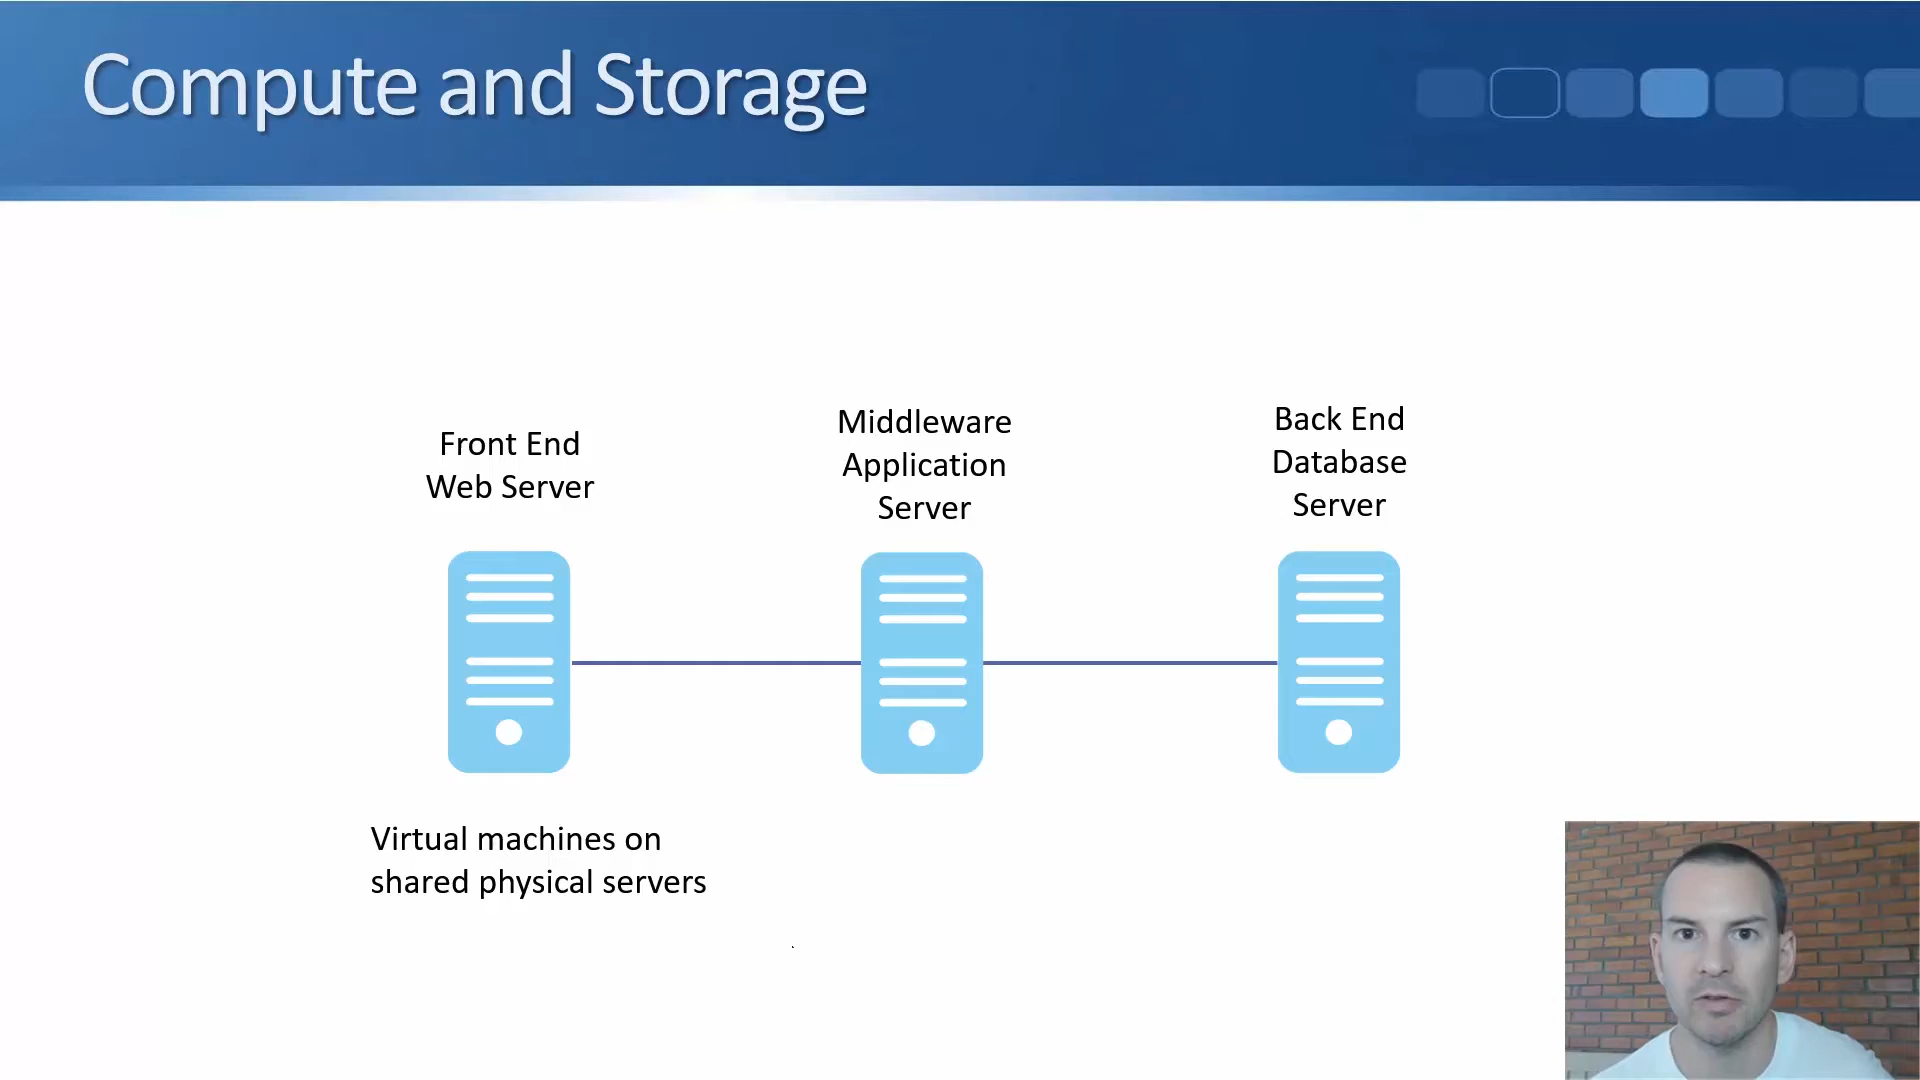 Compute and Storage
Front End
Web Server
Middleware
Application
Server
Back End
Database
Server
Virtual machines on
shared physical servers